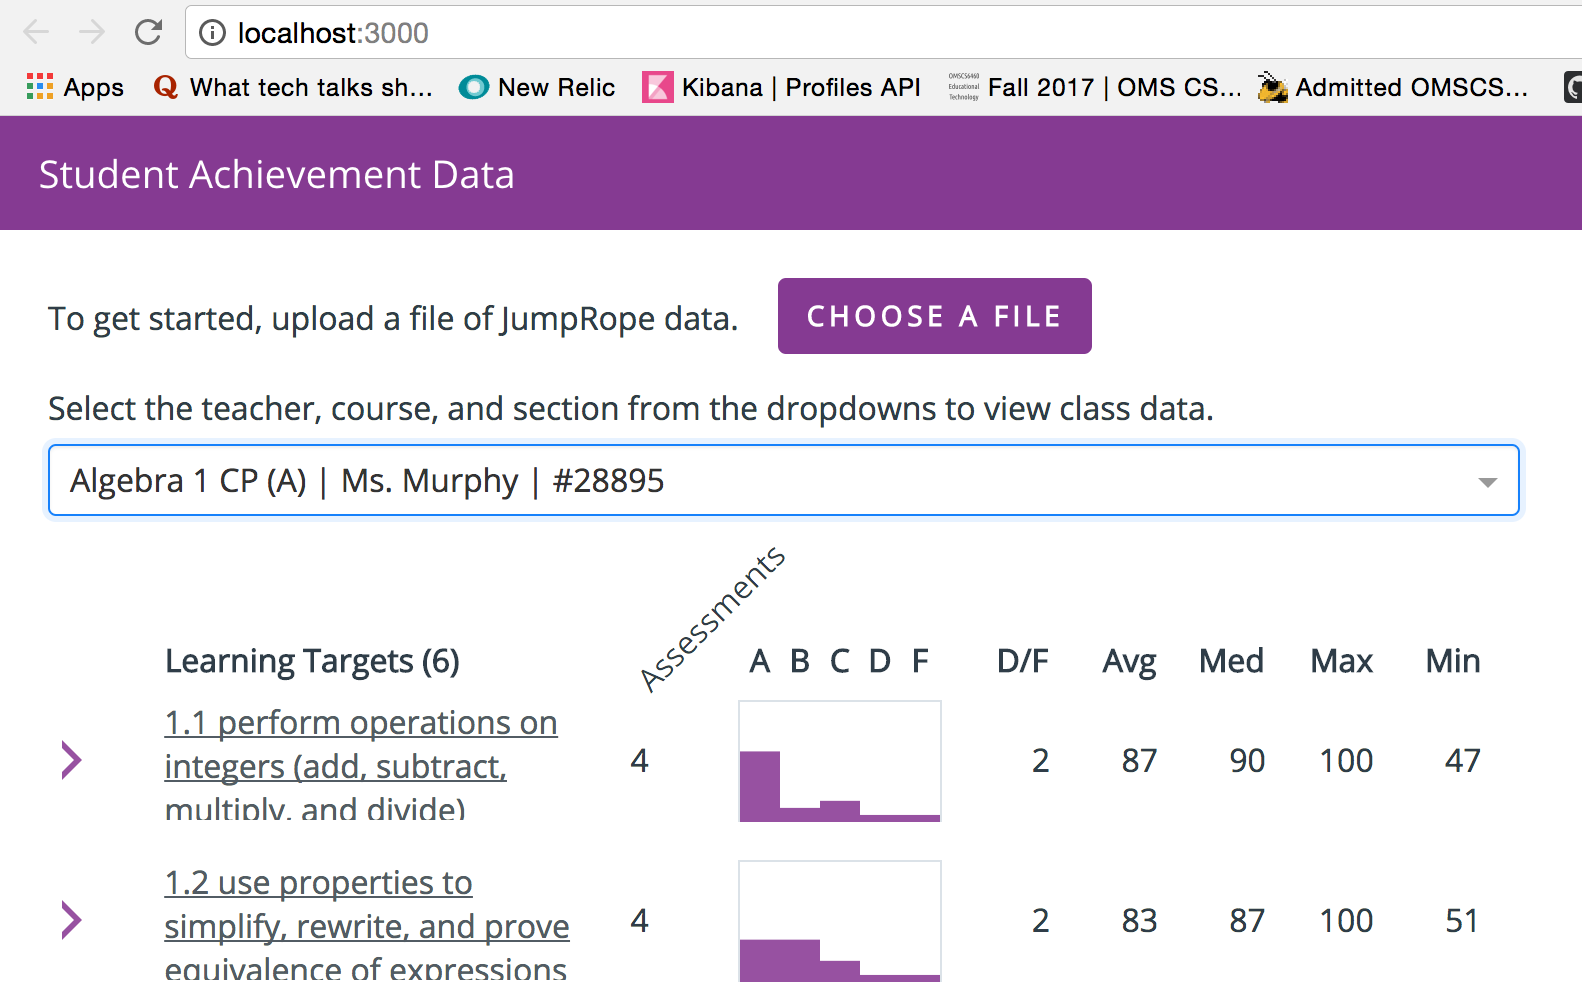 localhost:3000
Apps What tech talks sh... New Relic Kibana | Profiles API OMSCS6460 Educational Technology Fall 2017 | OMS CS... Admitted OMSCS...
Student Achievement Data
To get started, upload a file of JumpRope data. CHOOSE A FILE
Select the teacher, course, and section from the dropdowns to view class data.
Algebra 1 CP (A) | Ms. Murphy | #28895
Learning Targets (6) Assessments A B C D F D/F Avg Med Max Min
1.1 perform operations on
integers (add, subtract, 4 2 87 90 100 47
multiply, and divide)
1.2 use properties to
simplify, rewrite, and prove 4 2 83 87 100 51
equivalence of expressions